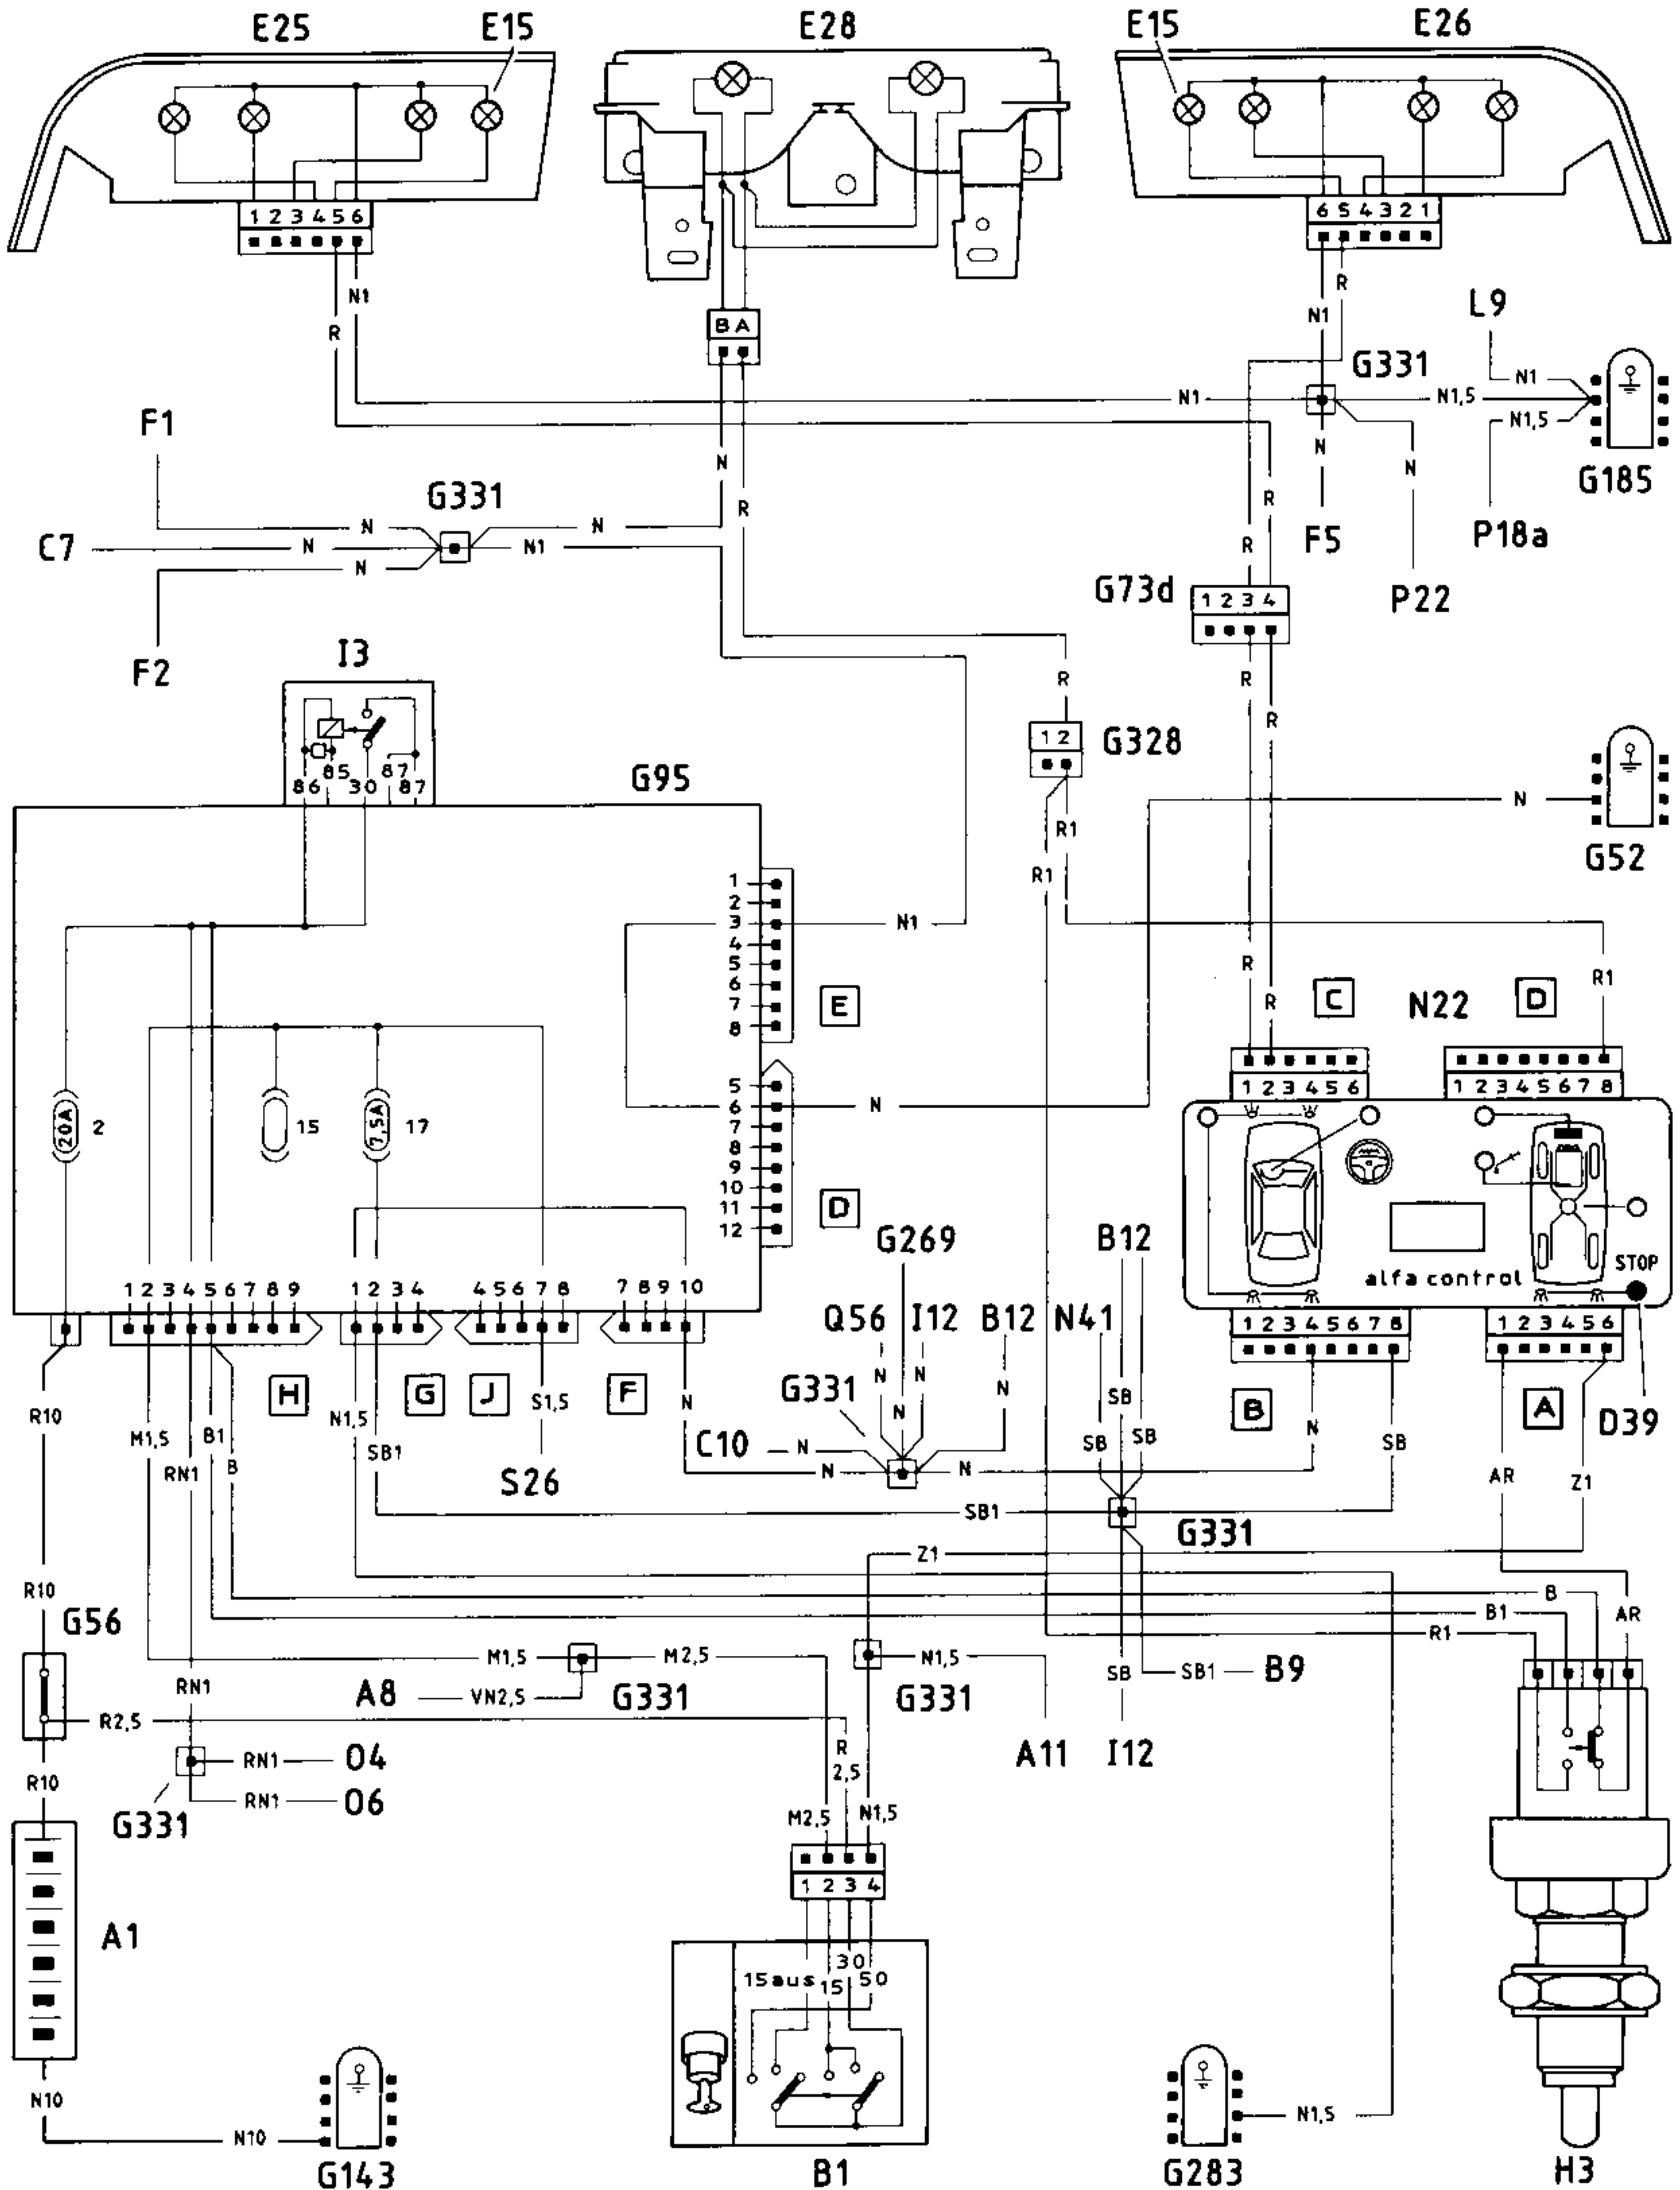 E25 E15 E28 E15 E26
1 2 3 4 5 6
6 5 4 3 2 1
N1
R
B A
R
N1
L9
G331
N1
N1
N1,5
N1,5
G185
F1
N
N
R
R
N
G331
N
N
C7
N
N1
N
F5
P18a
R
G73d
1 2 3 4
P22
F2
I3
R
R
R
1 2
G328
85 87
86 30 87
G95
R1
N
G52
R1
1
2
3
N1
4
5
6
7
8
E
R
R
C
N22
D
R1
5
6
N
7
8
9
10
11
12
D
1 2 3 4 5 6
1 2 3 4 5 6 7 8
20A 2
15
7,5A 17
STOP
alfa control
G269
B12
1 2 3 4 5 6 7 8 9
1 2 3 4
4 5 6 7 8
7 8 9 10
Q56 I12 B12 N41
1 2 3 4 5 6 7 8
1 2 3 4 5 6
N
N
N
N
G331
H
G
J
F
B
A
D39
R10
M1,5
RN1
B1
B
N1,5
SB1
S1,5
S26
N
C10
N
N
N
SB
SB
SB
N
SB
AR
Z1
SB1
G331
Z1
R10
G56
B
B1
AR
R1
M1,5
M2,5
N1,5
SB
SB1
B9
RN1
A8
VN2,5
G331
G331
R2,5
R
2,5
A11
I12
RN1
O4
R10
RN1
O6
G331
M2,5
N1,5
1 2 3 4
A1
30
15aus 15 50
N10
N10
G143
B1
N1,5
G283
H3